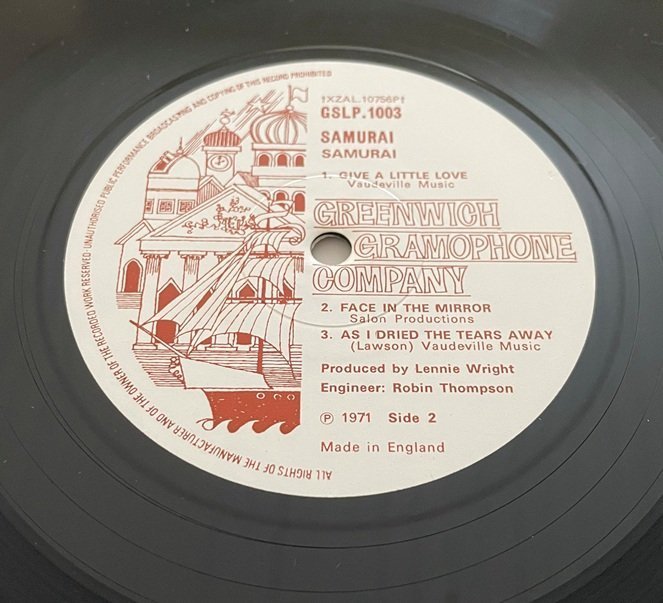 †XZAL.10756P†
GSLP.1003
SAMURAI
SAMURAI
1. GIVE A LITTLE LOVE
Vaudeville Music
GREENWICH
GRAMOPHONE
COMPANY
2. FACE IN THE MIRROR
Salon Productions
3. AS I DRIED THE TEARS AWAY
(Lawson) Vaudeville Music
Produced by Lennie Wright
Engineer: Robin Thompson
℗ 1971 Side 2
Made in England
ALL RIGHTS OF THE MANUFACTURER AND OF THE OWNER OF THE RECORDED WORK RESERVED·UNAUTHORISED PUBLIC PERFORMANCE, BROADCASTING AND COPYING OF THIS RECORD PROHIBITED